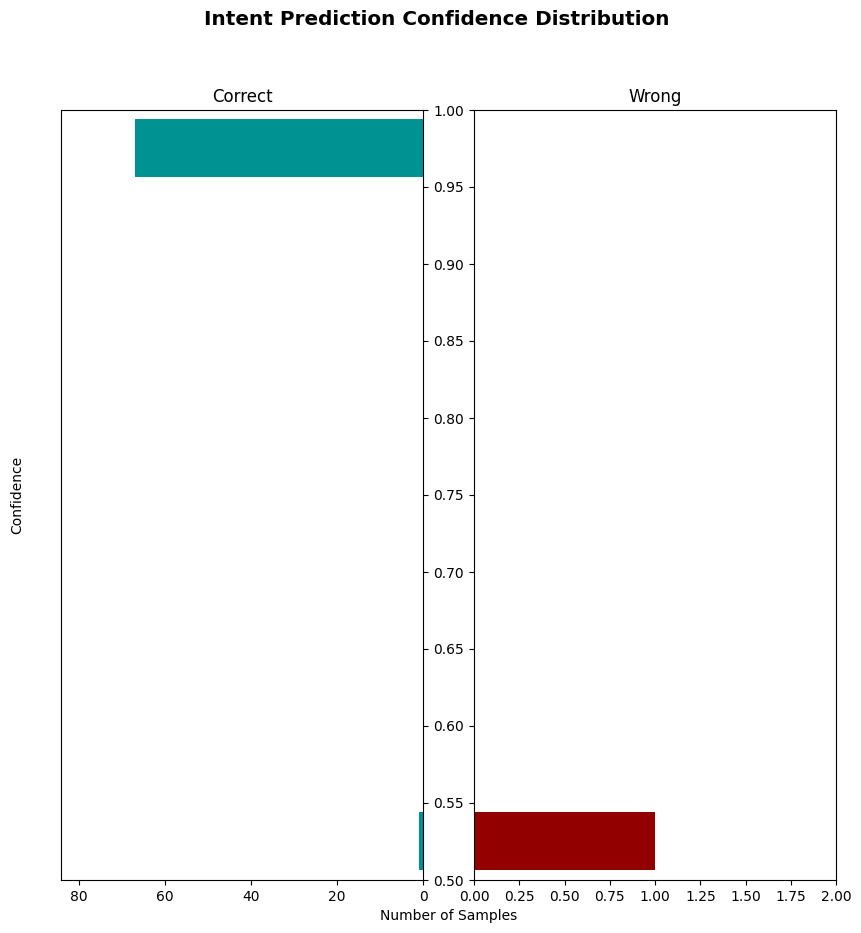 Intent Prediction Confidence Distribution
Correct
Wrong
1.00
0.95
0.90
0.85
0.80
0.75
0.70
0.65
0.60
0.55
0.50
Confidence
80 60 40 20 0
0.00 0.25 0.50 0.75 1.00 1.25 1.50 1.75 2.00
Number of Samples